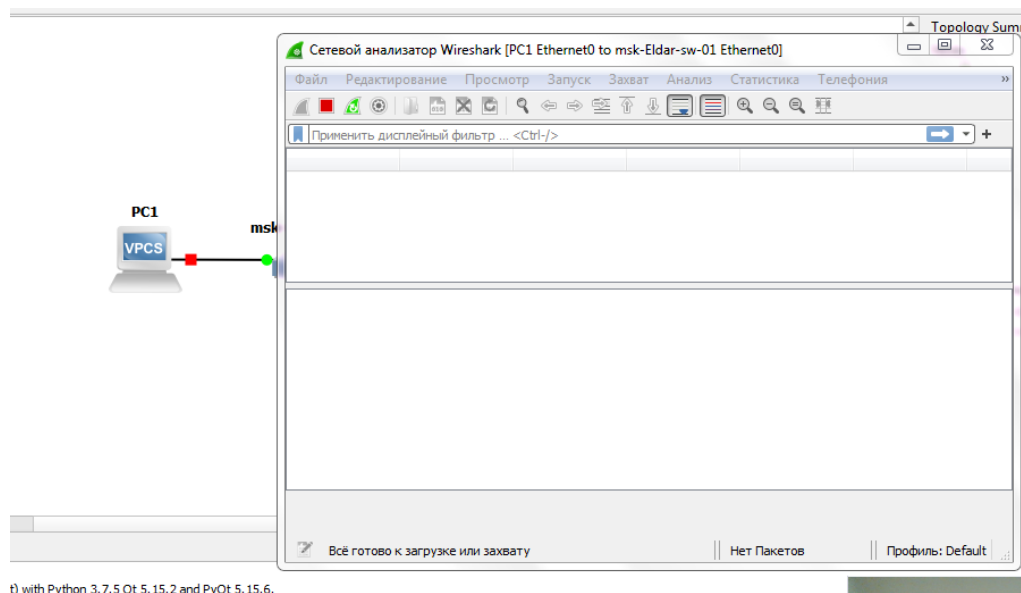 Topology Sum
Сетевой анализатор Wireshark [PC1 Ethernet0 to msk-Eldar-sw-01 Ethernet0]
Файл Редактирование Просмотр Запуск Захват Анализ Статистика Телефония »
Применить дисплейный фильтр ... <Ctrl-/>
PC1
msk
VPCS
Всё готово к загрузке или захвату Нет Пакетов Профиль: Default
t) with Python 3.7.5 Qt 5.15.2 and PyQt 5.15.6.